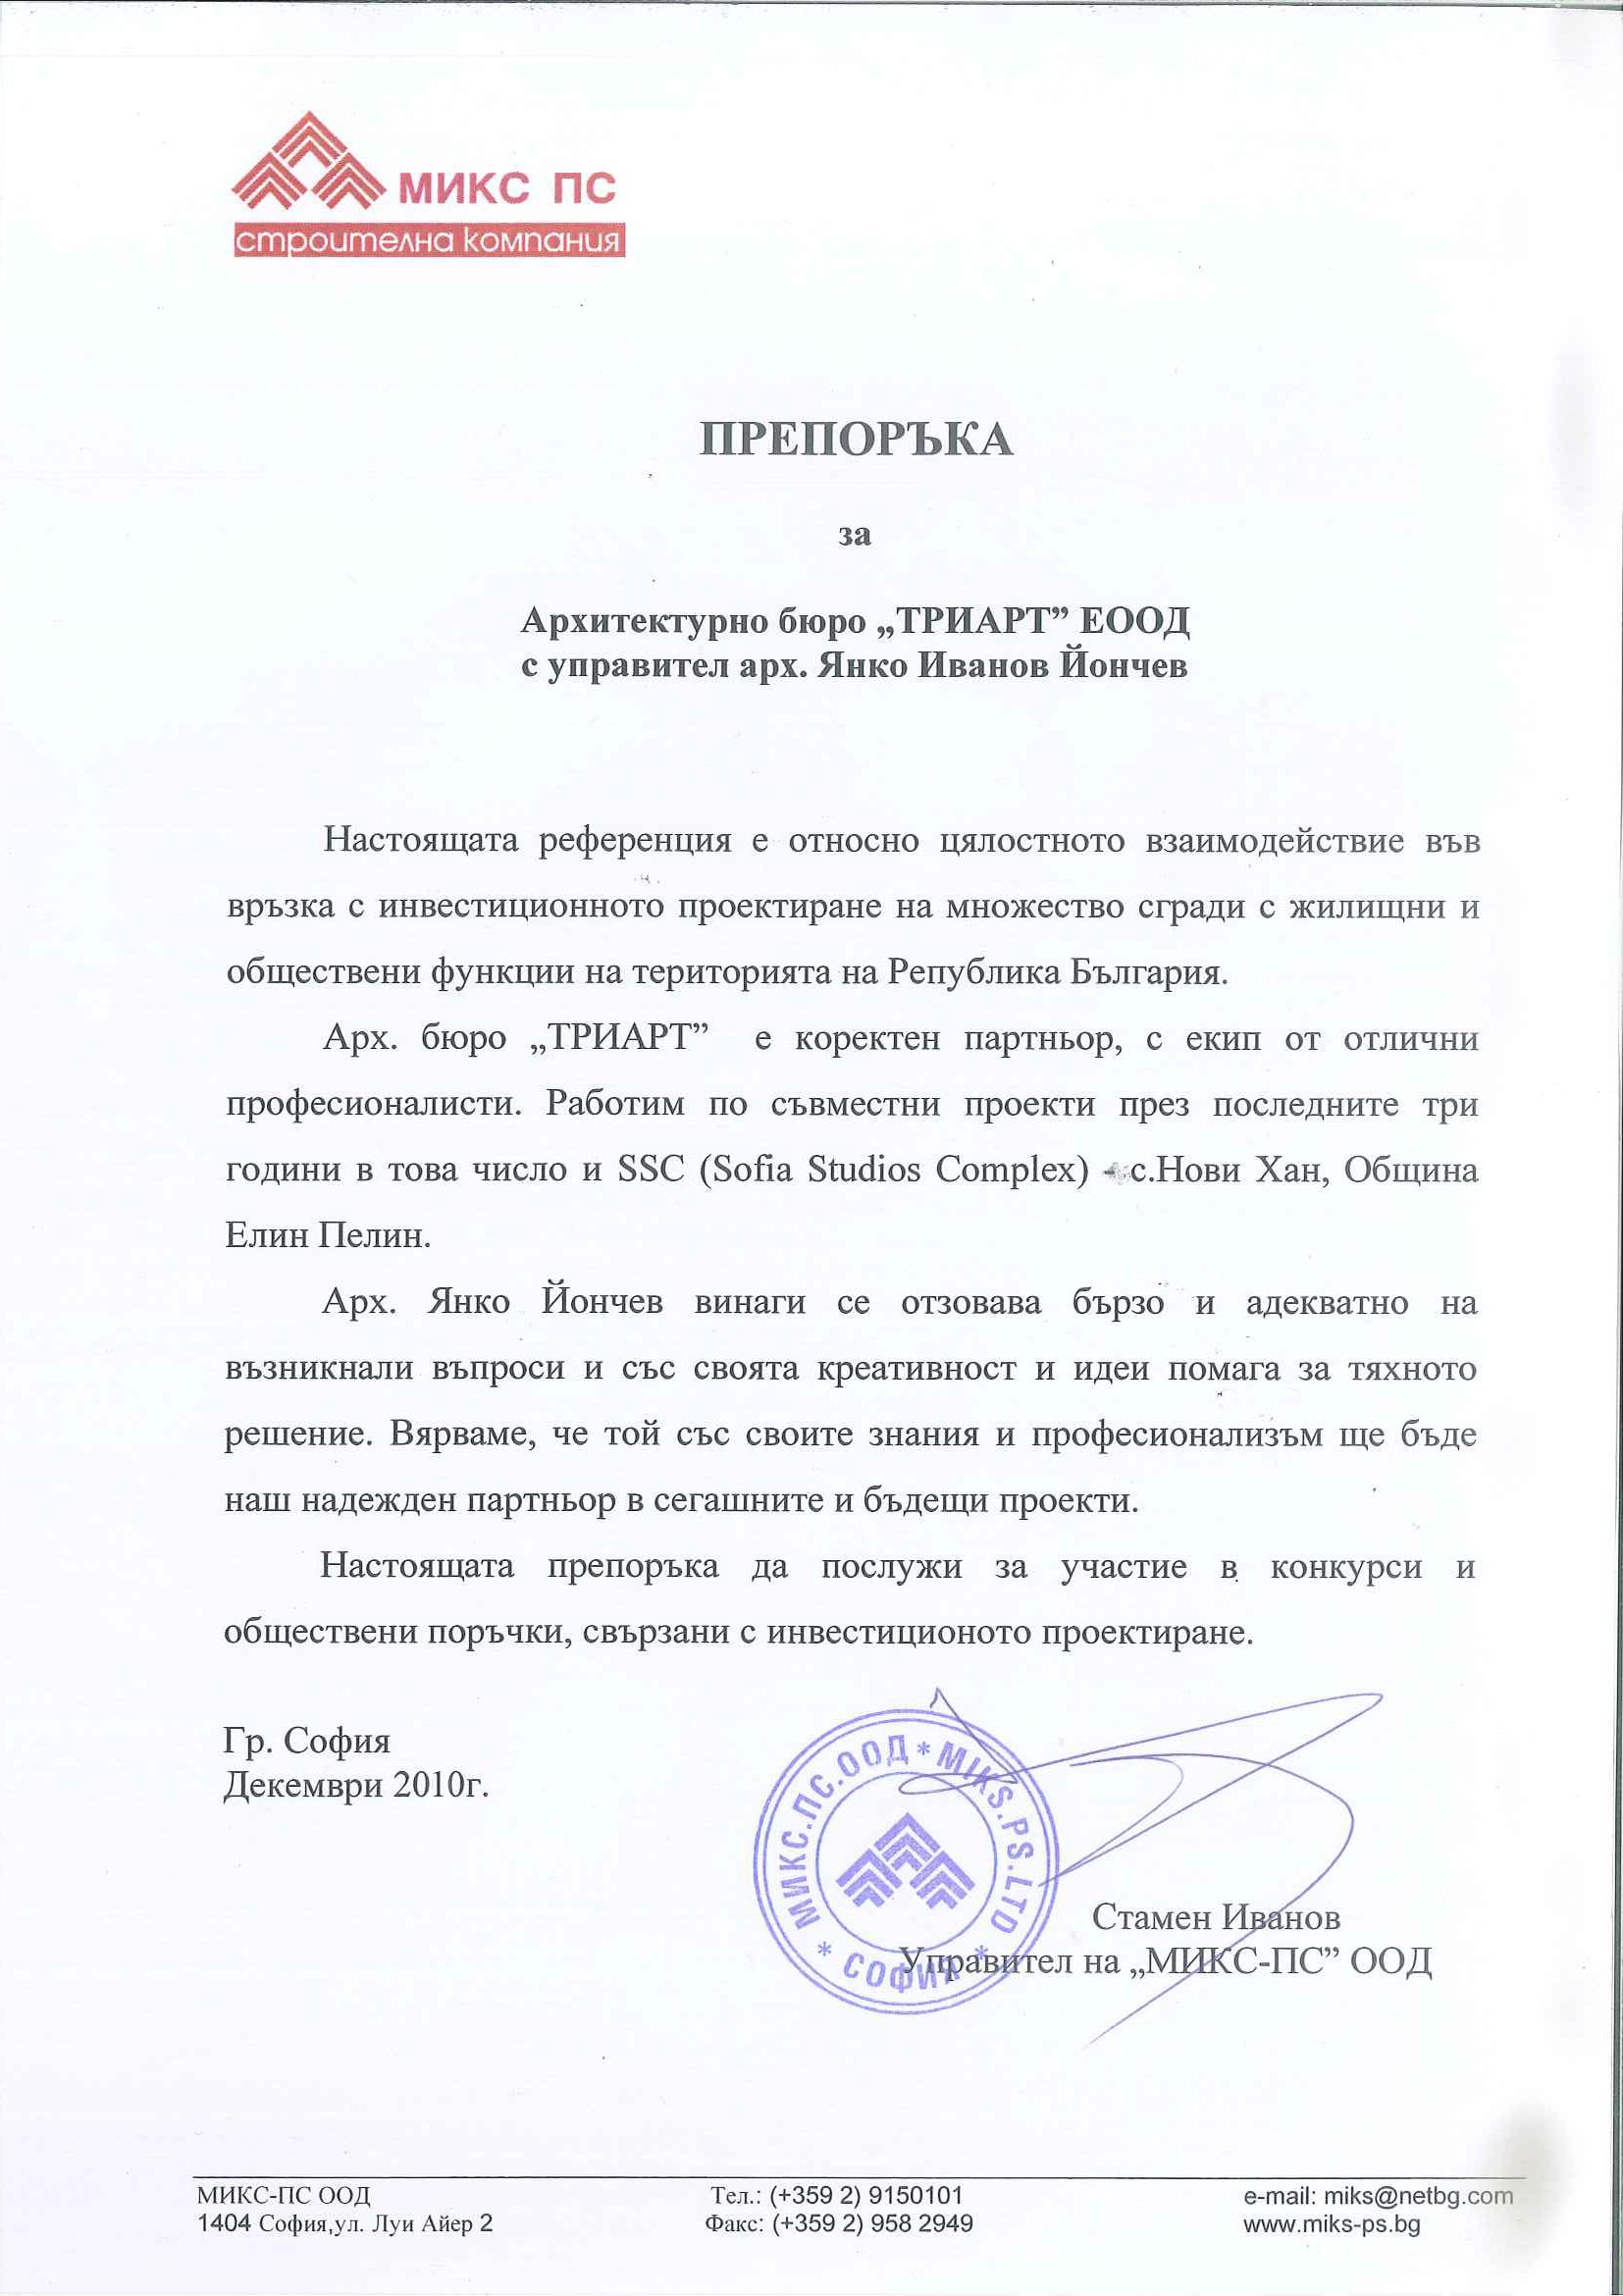 МИКС ПС
строителна компания
ПРЕПОРЪКА
за
Архитектурно бюро „ТРИАРТ” ЕООД
с управител арх. Янко Иванов Йончев
Настоящата референция е относно цялостното взаимодействие във
връзка с инвестиционното проектиране на множество сгради с жилищни и
обществени функции на територията на Република България.
Арх. бюро „ТРИАРТ” е коректен партньор, с екип от отлични
професионалисти. Работим по съвместни проекти през последните три
години в това число и SSC (Sofia Studios Complex) - с.Нови Хан, Община
Елин Пелин.
Арх. Янко Йончев винаги се отзовава бързо и адекватно на
възникнали въпроси и със своята креативност и идеи помага за тяхното
решение. Вярваме, че той със своите знания и професионализъм ще бъде
наш надежден партньор в сегашните и бъдещи проекти.
Настоящата препоръка да послужи за участие в конкурси и
обществени поръчки, свързани с инвестиционото проектиране.
Гр. София
Декември 2010г.
МИКС.ПС.ООД * MIKS.PS.LTD * СОФИЯ *
Стамен Иванов
Управител на „МИКС-ПС” ООД
МИКС-ПС ООД
1404 София,ул. Луи Айер 2
Тел.: (+359 2) 9150101
Факс: (+359 2) 958 2949
e-mail: miks@netbg.com
www.miks-ps.bg